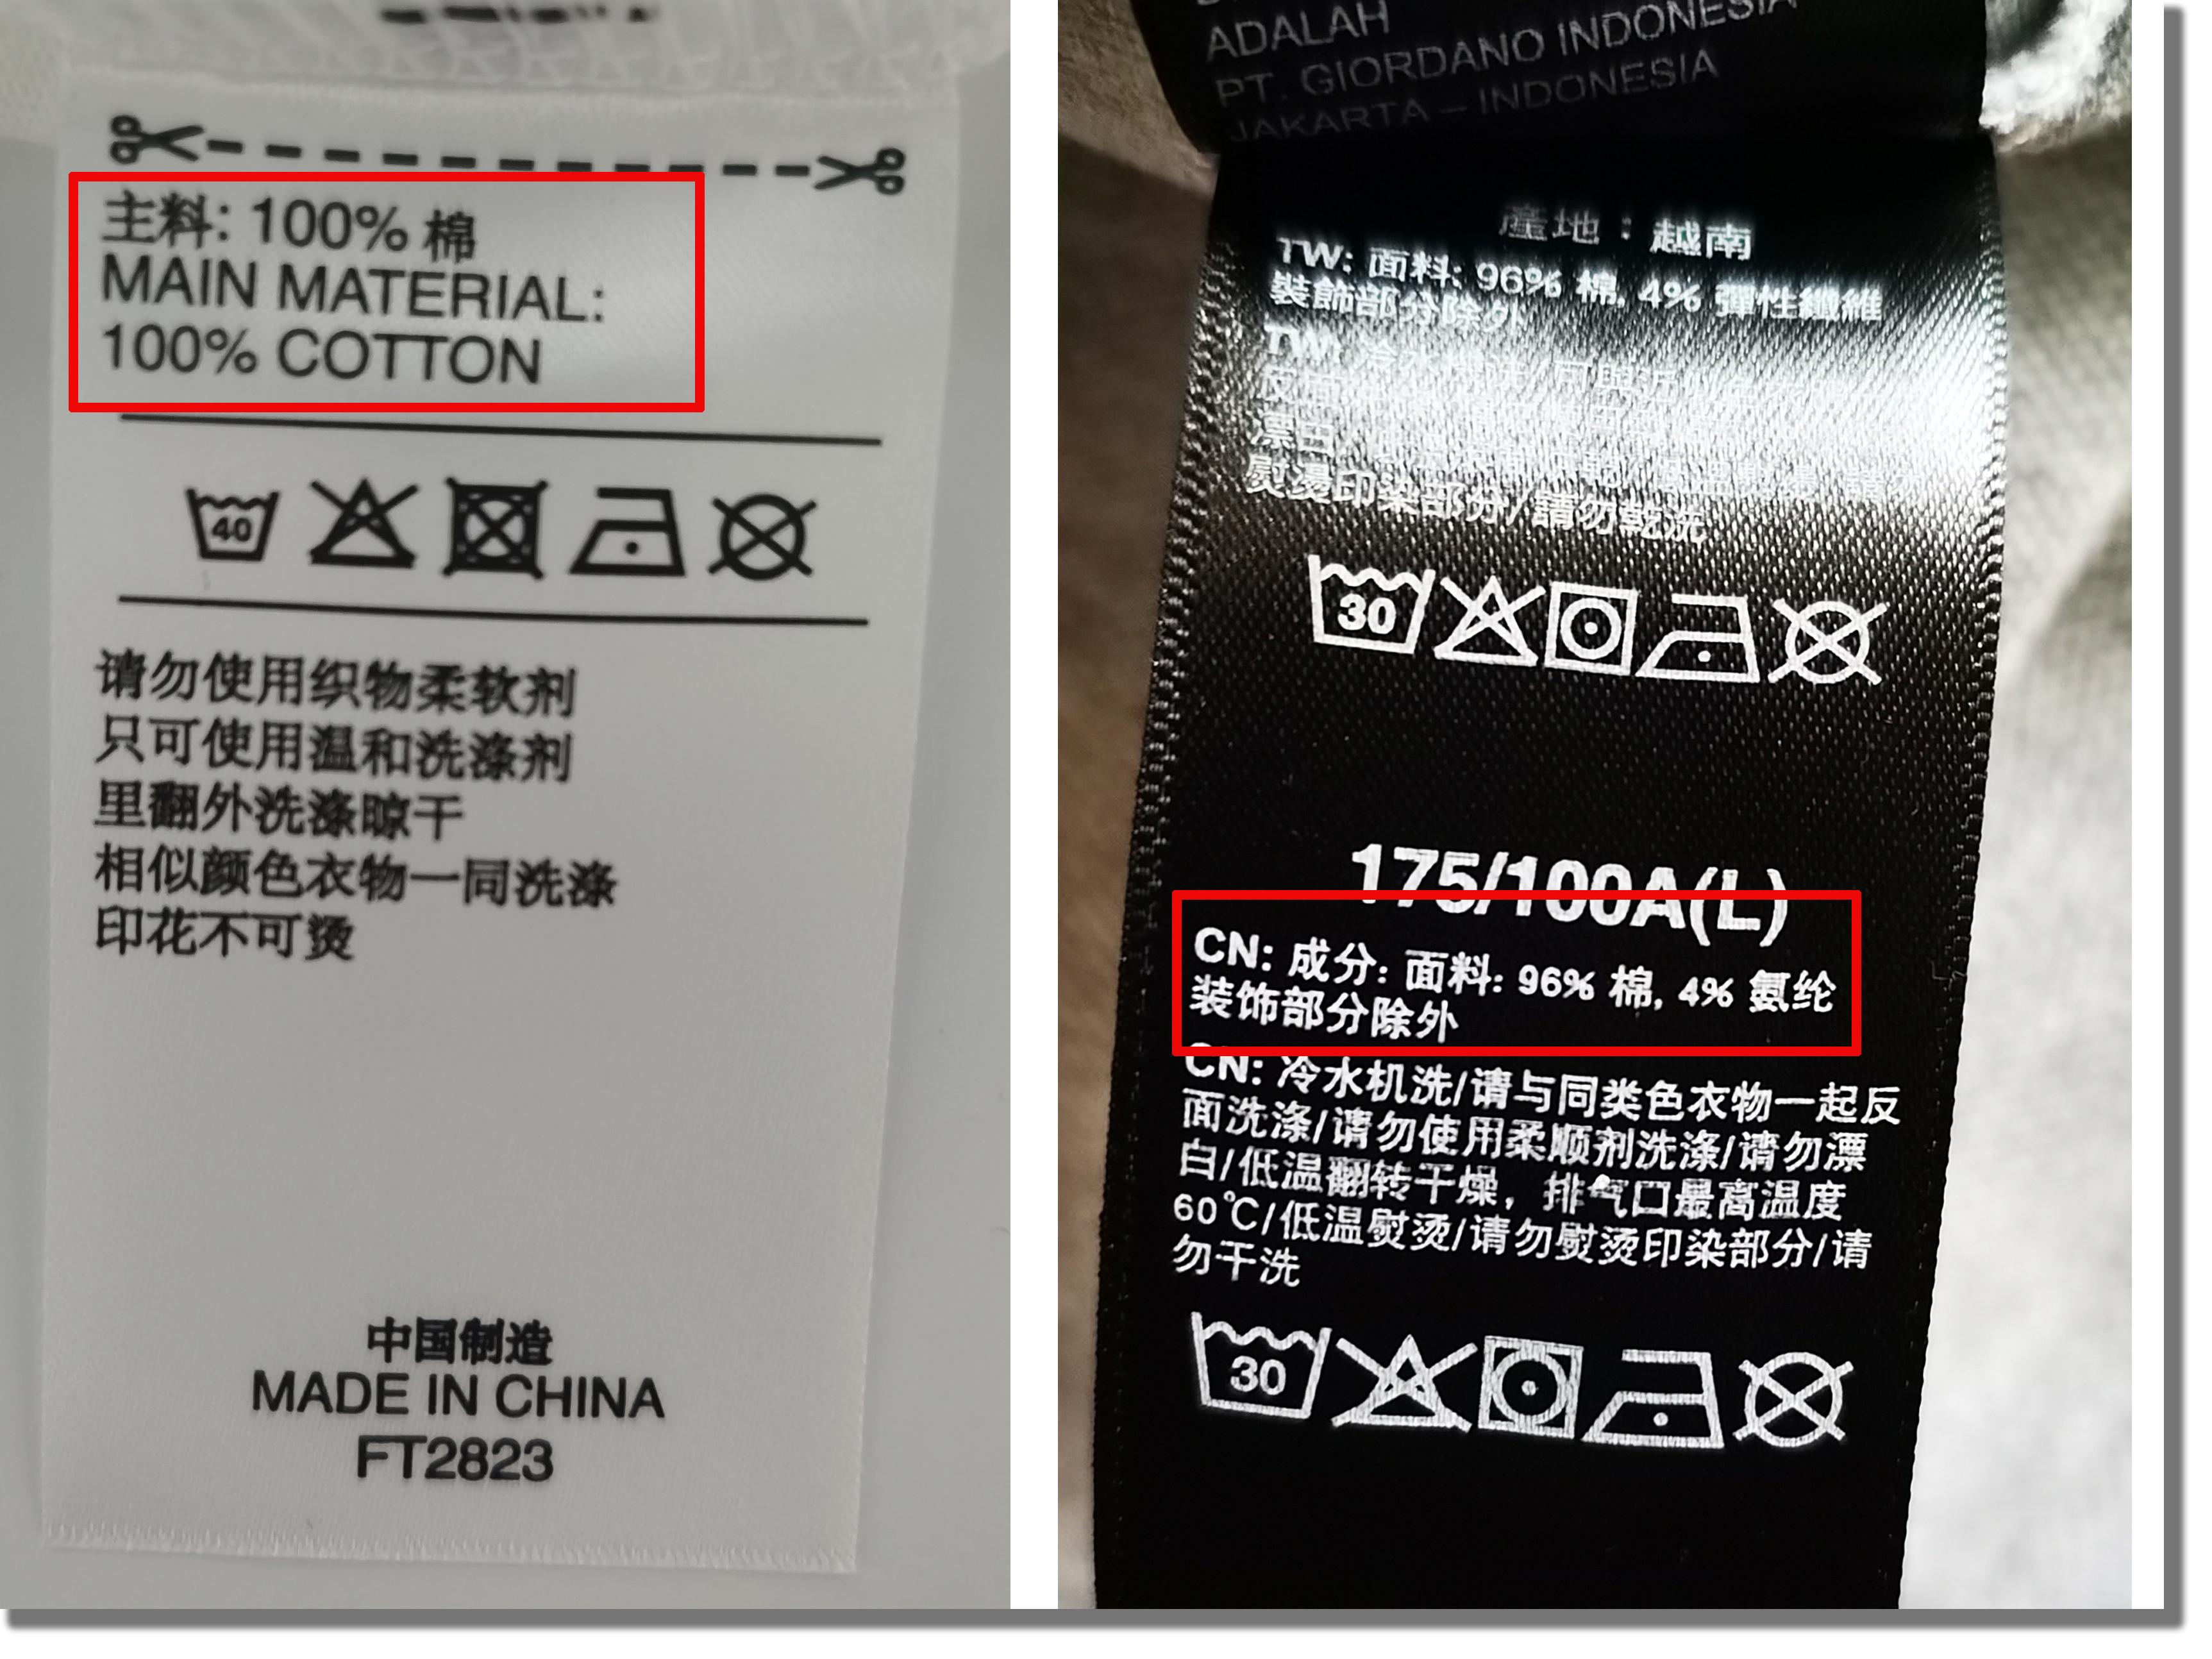 主料: 100% 棉
MAIN MATERIAL:
100% COTTON
40
请勿使用织物柔软剂
只可使用温和洗涤剂
里翻外洗涤晾干
相似颜色衣物一同洗涤
印花不可烫
中国制造
MADE IN CHINA
FT2823
ADALAH
PT. GIORDANO INDONESIA
JAKARTA – INDONESIA
產地：越南
TW: 面料: 96% 棉, 4% 彈性纖維
裝飾部分除外
TW: 冷水機洗
漂白
熨燙印染部分/請勿乾洗
30
175/100A(L)
CN: 成分: 面料: 96% 棉, 4% 氨纶
装饰部分除外
CN: 冷水机洗/请与同类色衣物一起反
面洗涤/请勿使用柔顺剂洗涤/请勿漂
白/低温翻转干燥，排气口最高温度
60℃/低温熨烫/请勿熨烫印染部分/请
勿干洗
30